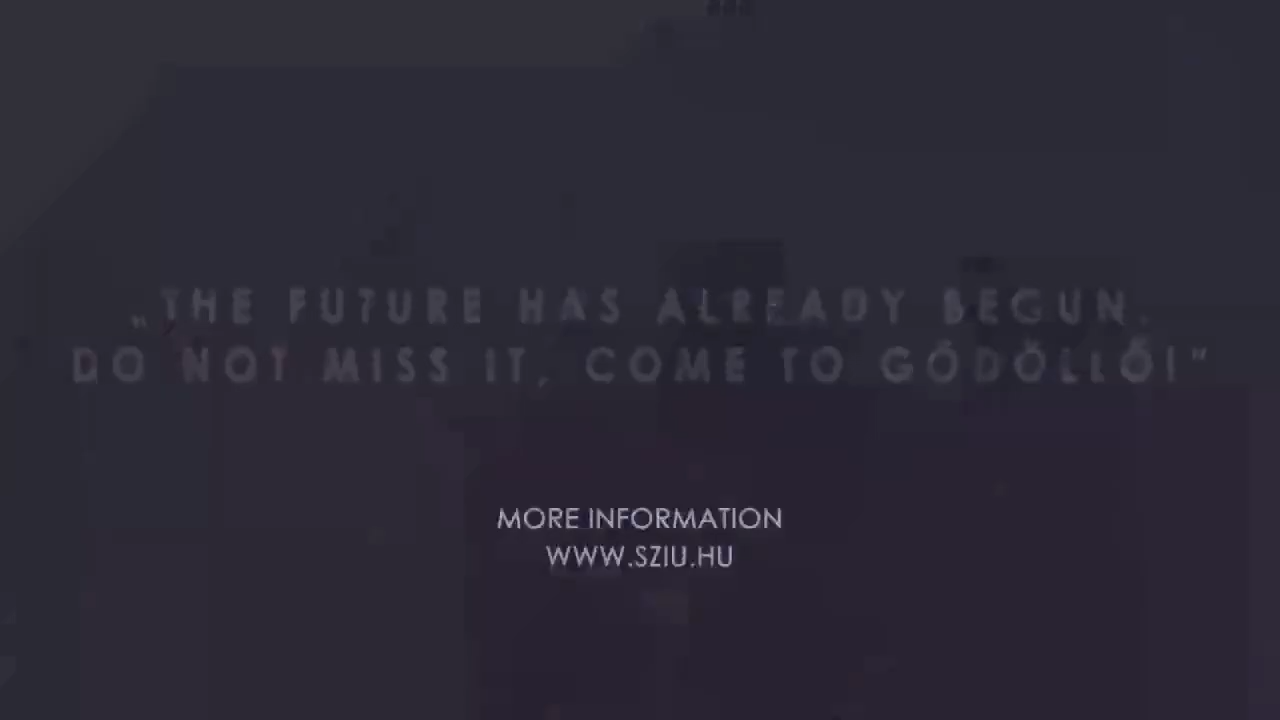 „THE FUTURE HAS ALREADY BEGUN.
DO NOT MISS IT, COME TO GÖDÖLLŐ!”
MORE INFORMATION
WWW.SZIU.HU